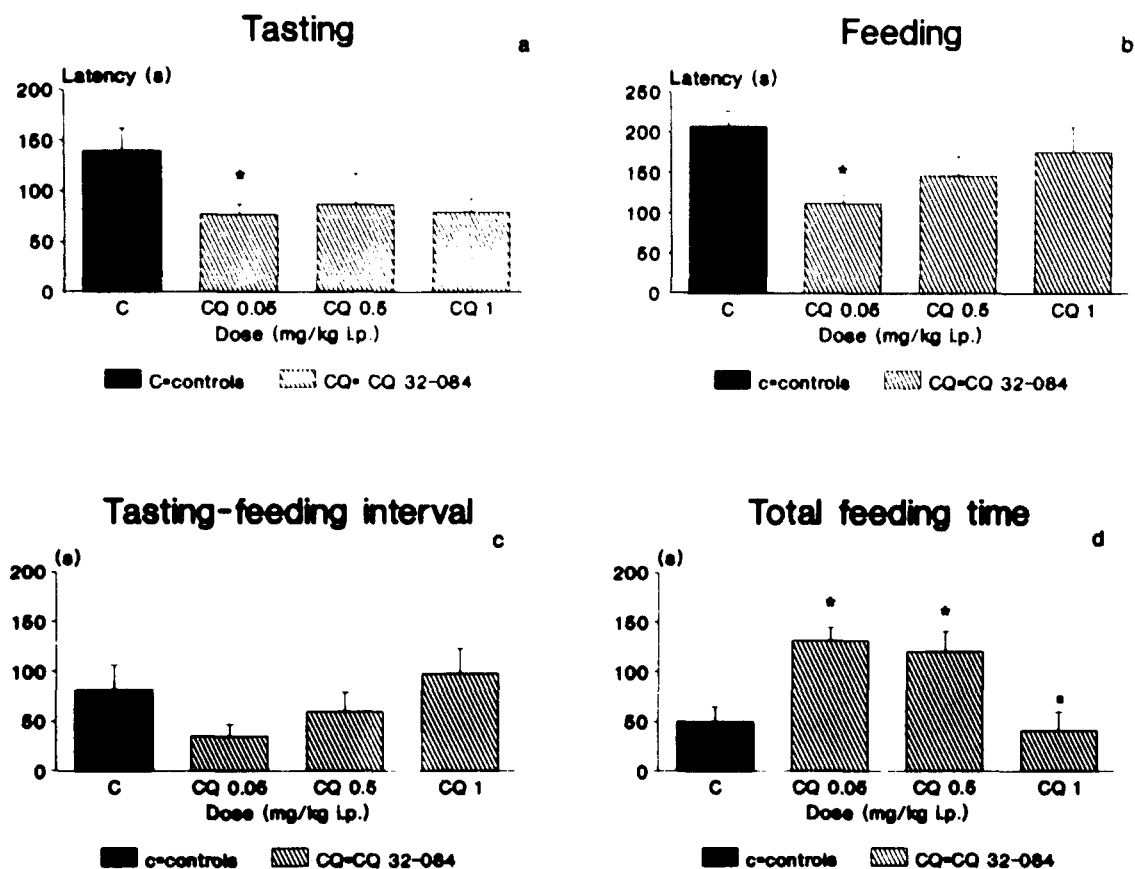 Tasting
a
Latency (s)
200
150
100
50
0
*
C CQ 0.05 CQ 0.5 CQ 1
Dose (mg/kg i.p.)
C=controls CQ= CQ 32-084
Feeding
b
Latency (s)
250
200
150
100
50
0
*
C CQ 0.05 CQ 0.5 CQ 1
Dose (mg/kg i.p.)
c=controls CQ=CQ 32-084
Tasting-feeding interval
c
(s)
200
150
100
50
0
C CQ 0.05 CQ 0.5 CQ 1
Dose (mg/kg i.p.)
c=controls CQ=CQ 32-084
Total feeding time
d
(s)
200
150
100
50
0
* *
C CQ 0.05 CQ 0.5 CQ 1
Dose (mg/kg i.p.)
c=controls CQ=CQ 32-084